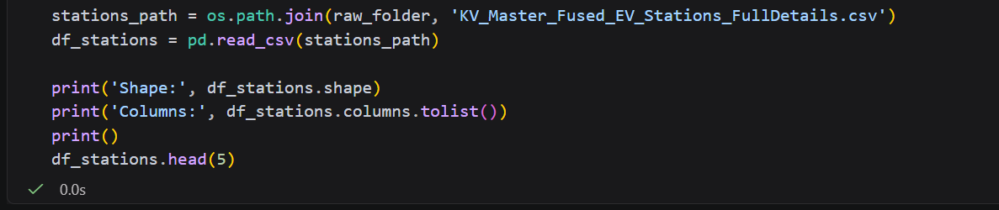 stations_path = os.path.join(raw_folder, 'KV_Master_Fused_EV_Stations_FullDetails.csv')
df_stations = pd.read_csv(stations_path)
print('Shape:', df_stations.shape)
print('Columns:', df_stations.columns.tolist())
print()
df_stations.head(5)
0.0s